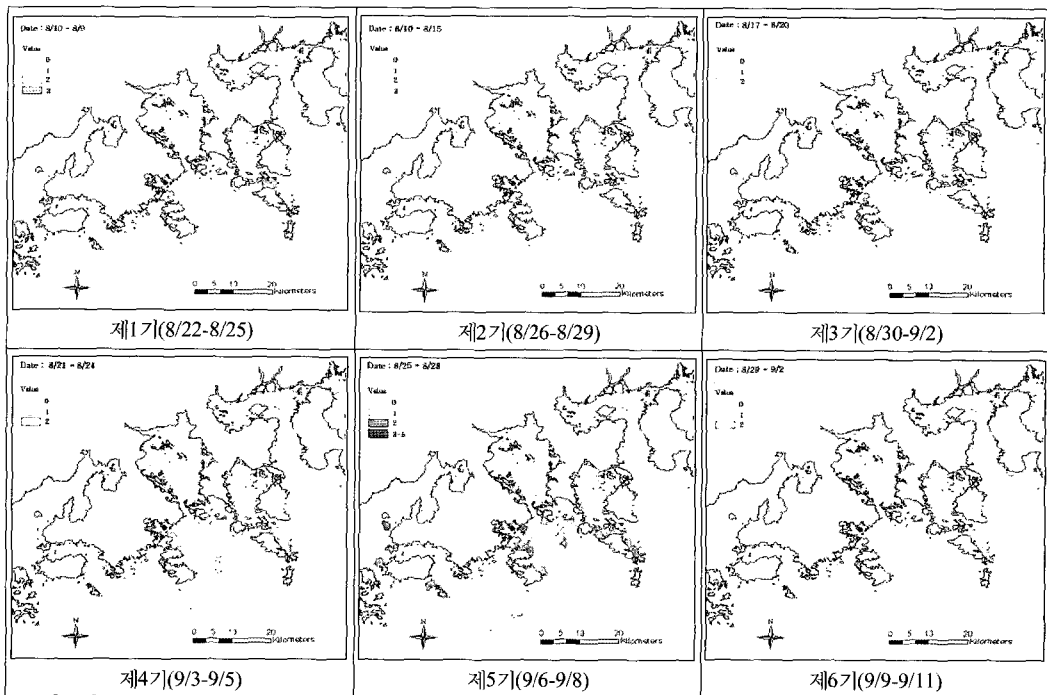 Date : 8/10 - 8/9
Value
0
1
2
3
N
0 5 10 20
Kilometers
제1기(8/22-8/25)
Date : 8/10 - 8/15
Value
0
1
2
3
N
0 5 10 20
Kilometers
제2기(8/26-8/29)
Date : 8/17 - 8/20
Value
0
1
2
N
0 5 10 20
Kilometers
제3기(8/30-9/2)
Date : 8/21 - 8/24
Value
0
1
2
N
0 5 10 20
Kilometers
제4기(9/3-9/5)
Date : 8/25 - 8/28
Value
0
1
2
3-5
N
0 5 10 20
Kilometers
제5기(9/6-9/8)
Date : 8/29 - 9/2
Value
0
1
2
N
0 5 10 20
Kilometers
제6기(9/9-9/11)